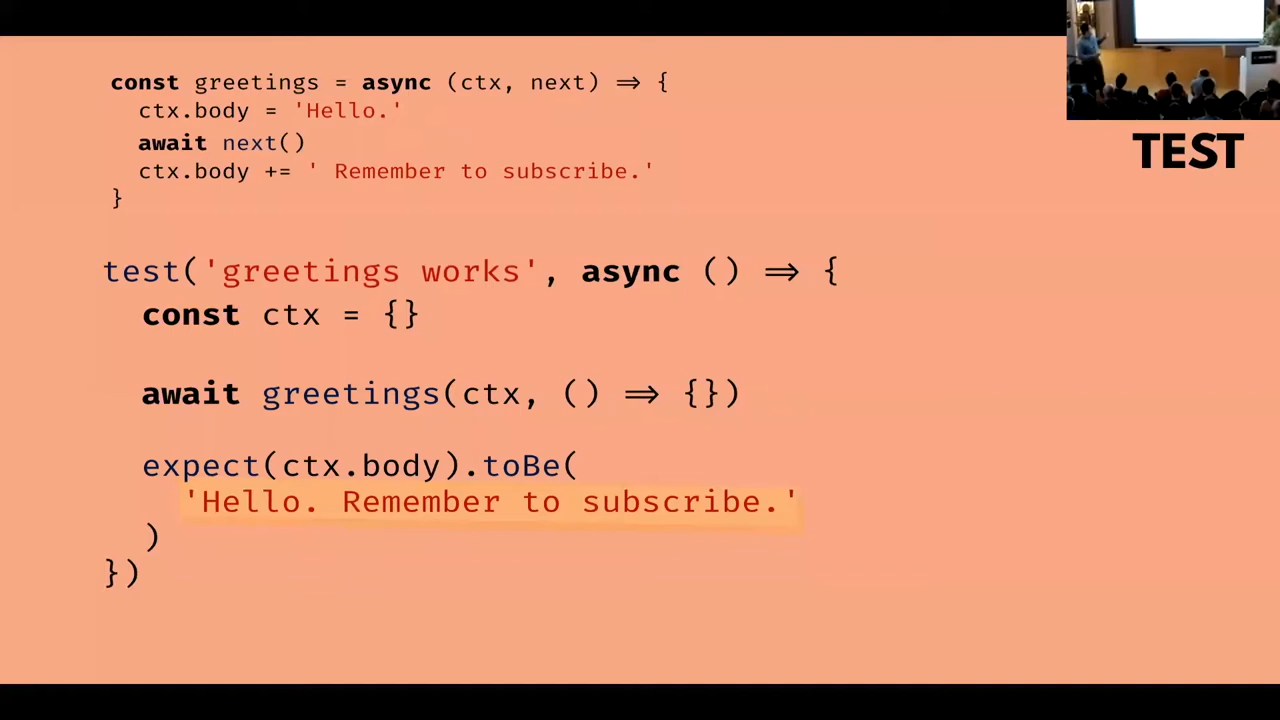 const greetings = async (ctx, next) => {
ctx.body = 'Hello.'
await next()
ctx.body += ' Remember to subscribe.'
}
TEST
test('greetings works', async () => {
const ctx = {}
await greetings(ctx, () => {})
expect(ctx.body).toBe(
'Hello. Remember to subscribe.'
)
})